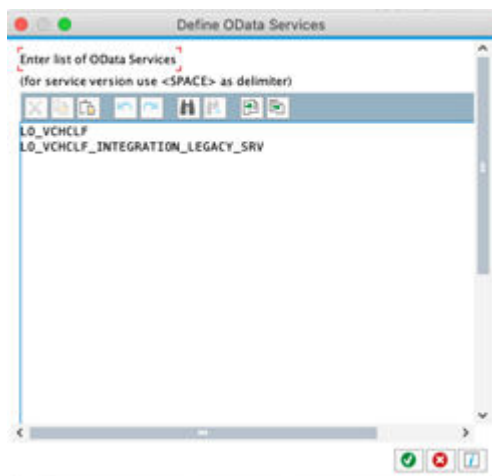 Define OData Services
Enter list of OData Services
(for service version use <SPACE> as delimiter)
LO_VCHCLF
LO_VCHCLF_INTEGRATION_LEGACY_SRV